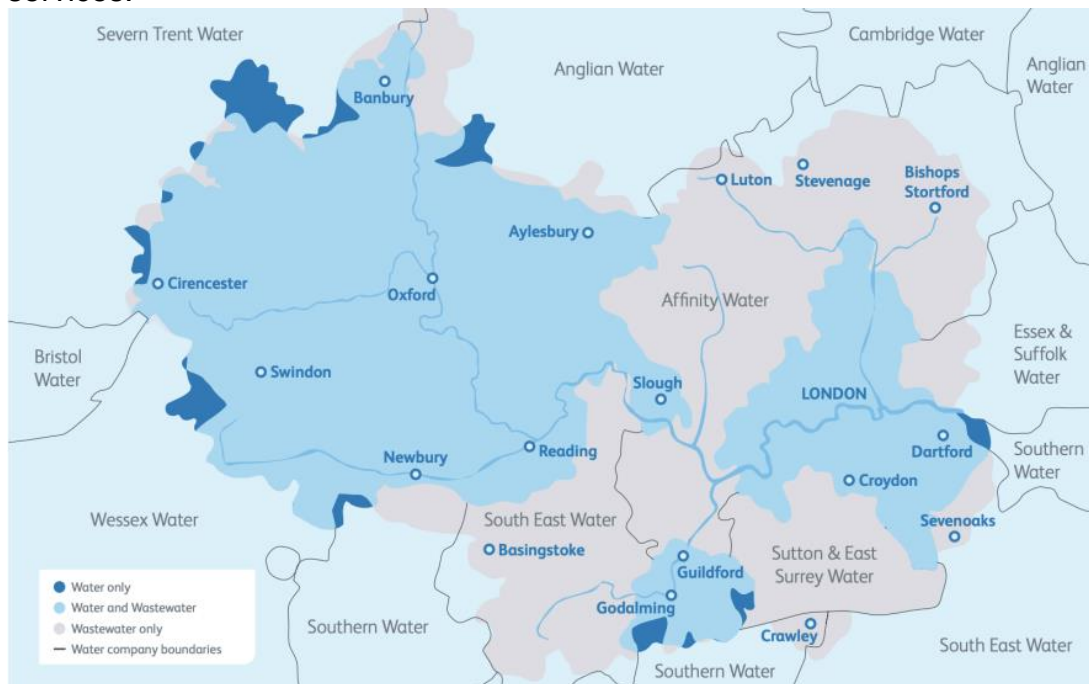 Severn Trent Water
Cambridge Water
Anglian Water
Anglian
Water
Banbury
Luton
Stevenage
Bishops
Stortford
Aylesbury
Cirencester
Oxford
Affinity Water
Essex &
Suffolk
Water
Bristol
Water
Swindon
Slough
LONDON
Dartford
Southern
Water
Newbury
Reading
Croydon
Wessex Water
South East Water
Sevenoaks
Basingstoke
Guildford
Sutton & East
Surrey Water
Godalming
Crawley
Southern Water
Southern Water
South East Water
Water only
Water and Wastewater
Wastewater only
Water company boundaries